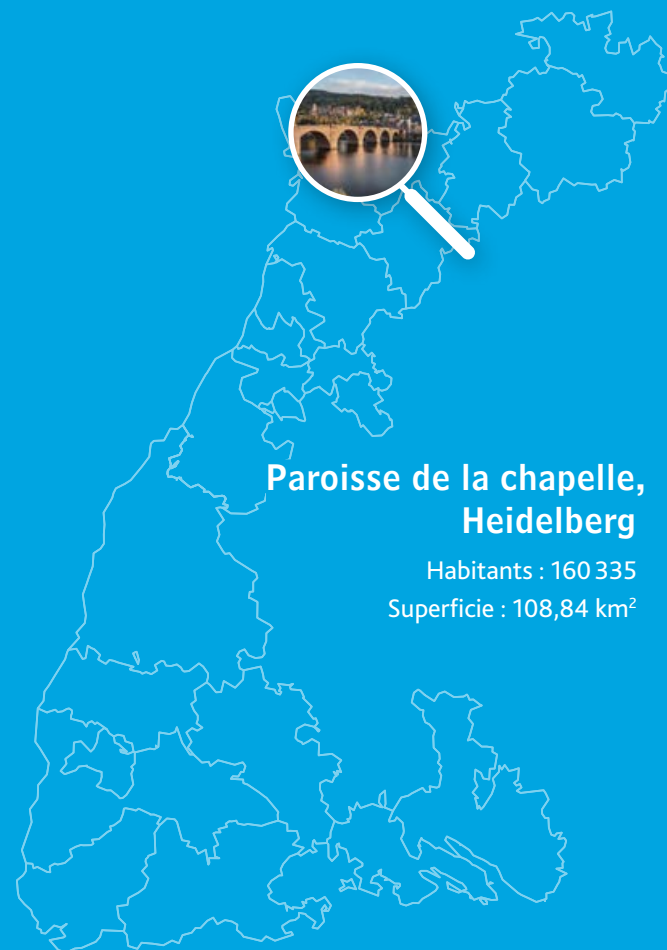 Paroisse de la chapelle,
Heidelberg
Habitants : 160 335
Superficie : 108,84 km²